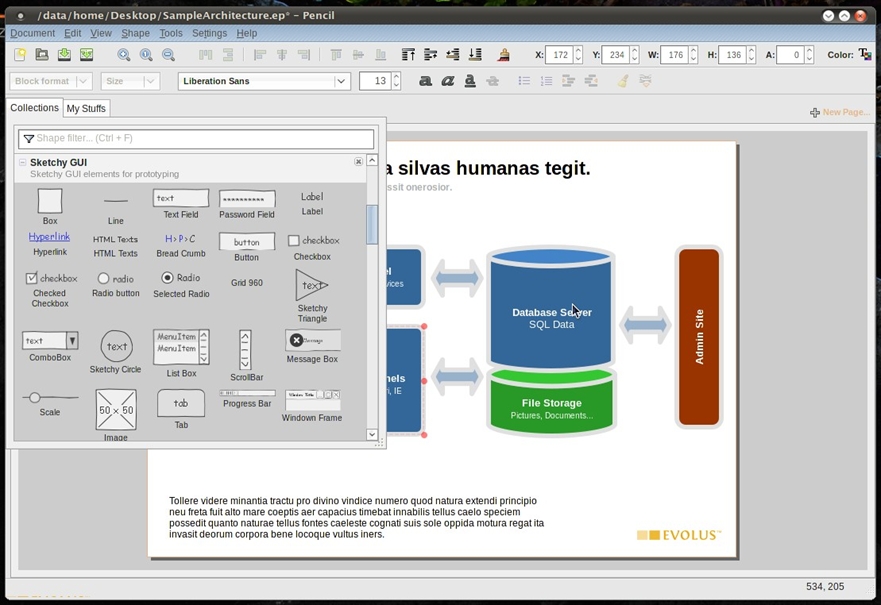 /data/home/Desktop/SampleArchitecture.ep* – Pencil
Document Edit View Shape Tools Settings Help
X: 172 Y: 234 W: 176 H: 136 A: 0 Color:
Block format Size Liberation Sans 13
Collections My Stuffs
New Page...
Shape filter... (Ctrl + F)
Sketchy GUI
Sketchy GUI elements for prototyping
a silvas humanas tegit.
ssit onerosior.
text ********** Label
Box Line Text Field Password Field Label
Hyperlink HTML Texts H>P>C button checkbox
Hyperlink HTML Texts Bread Crumb Button Checkbox
checkbox radio Radio Grid 960 text
Checked Checkbox Radio button Selected Radio Sketchy Triangle
text text MenuItem
MenuItem
ComboBox Sketchy Circle List Box ScrollBar Message Box
50 x 50 tab
Scale Image Tab Progress Bar Windown Frame
Database Server
SQL Data
Admin Site
nels
File Storage
Pictures, Documents...
Tollere videre minantia tractu pro divino vindice numero quod natura extendi principio
neu freta fuit alto mare coeptis aer capacius timebat innabilis tellus caelo speciem
possedit quanto naturae tellus fontes caeleste cognati suis sole oppida motura regat ita
invasit deorum corpora bene locoque vultus iners.
EVOLUS™
534, 205